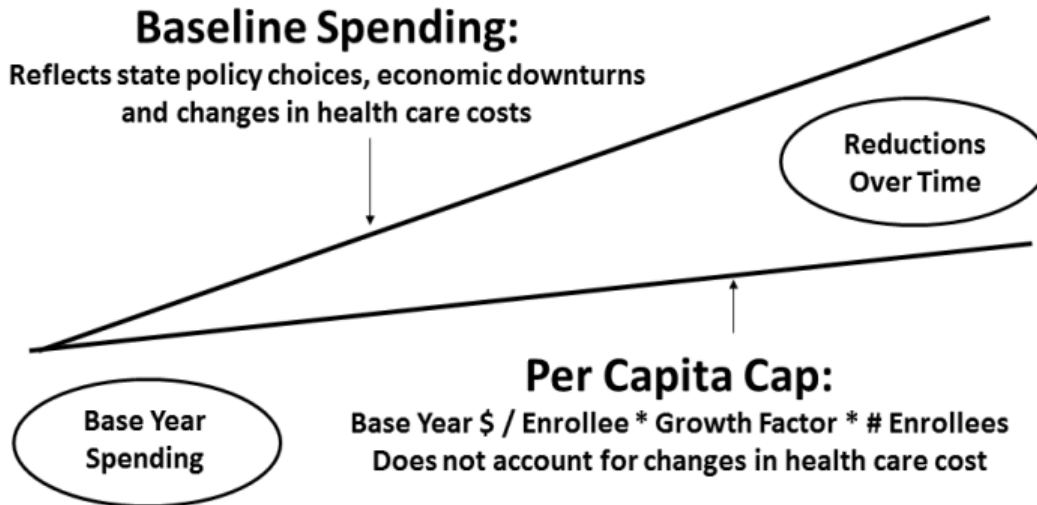 Baseline Spending:
Reflects state policy choices, economic downturns
and changes in health care costs
Reductions
Over Time
Base Year
Spending
Per Capita Cap:
Base Year $ / Enrollee * Growth Factor * # Enrollees
Does not account for changes in health care cost